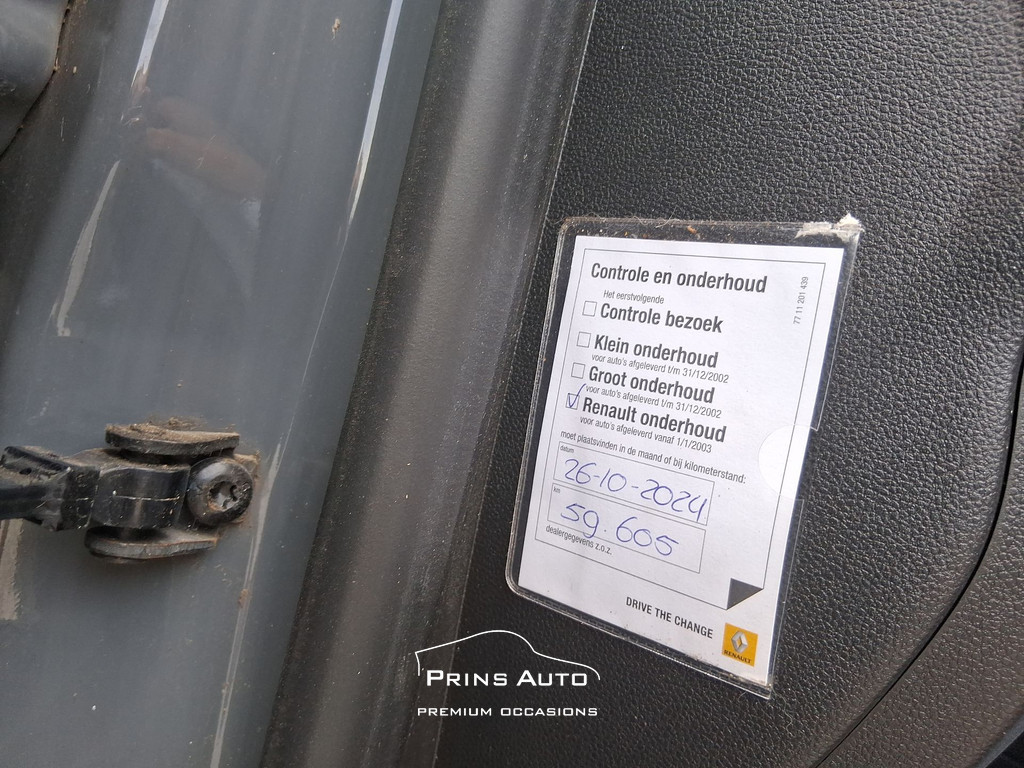 Controle en onderhoud
77 11 201 439
Het eerstvolgende
Controle bezoek
Klein onderhoud
voor auto's afgeleverd t/m 31/12/2002
Groot onderhoud
voor auto's afgeleverd t/m 31/12/2002
Renault onderhoud
voor auto's afgeleverd vanaf 1/1/2003
moet plaatsvinden in de maand of bij kilometerstand:
datum
26-10-2024
km
59.605
dealergegevens z.o.z.
DRIVE THE CHANGE
RENAULT
PRINS AUTO
PREMIUM OCCASIONS